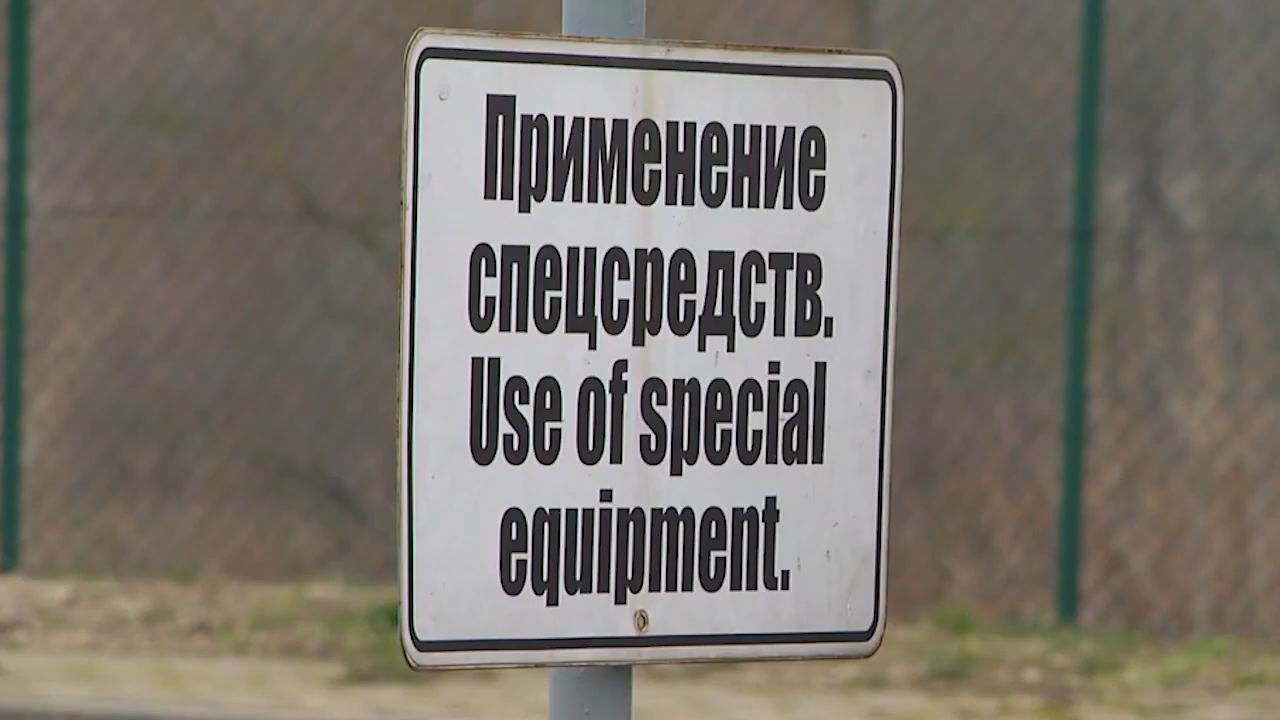 Применение
спецсредств.
Use of special
equipment.